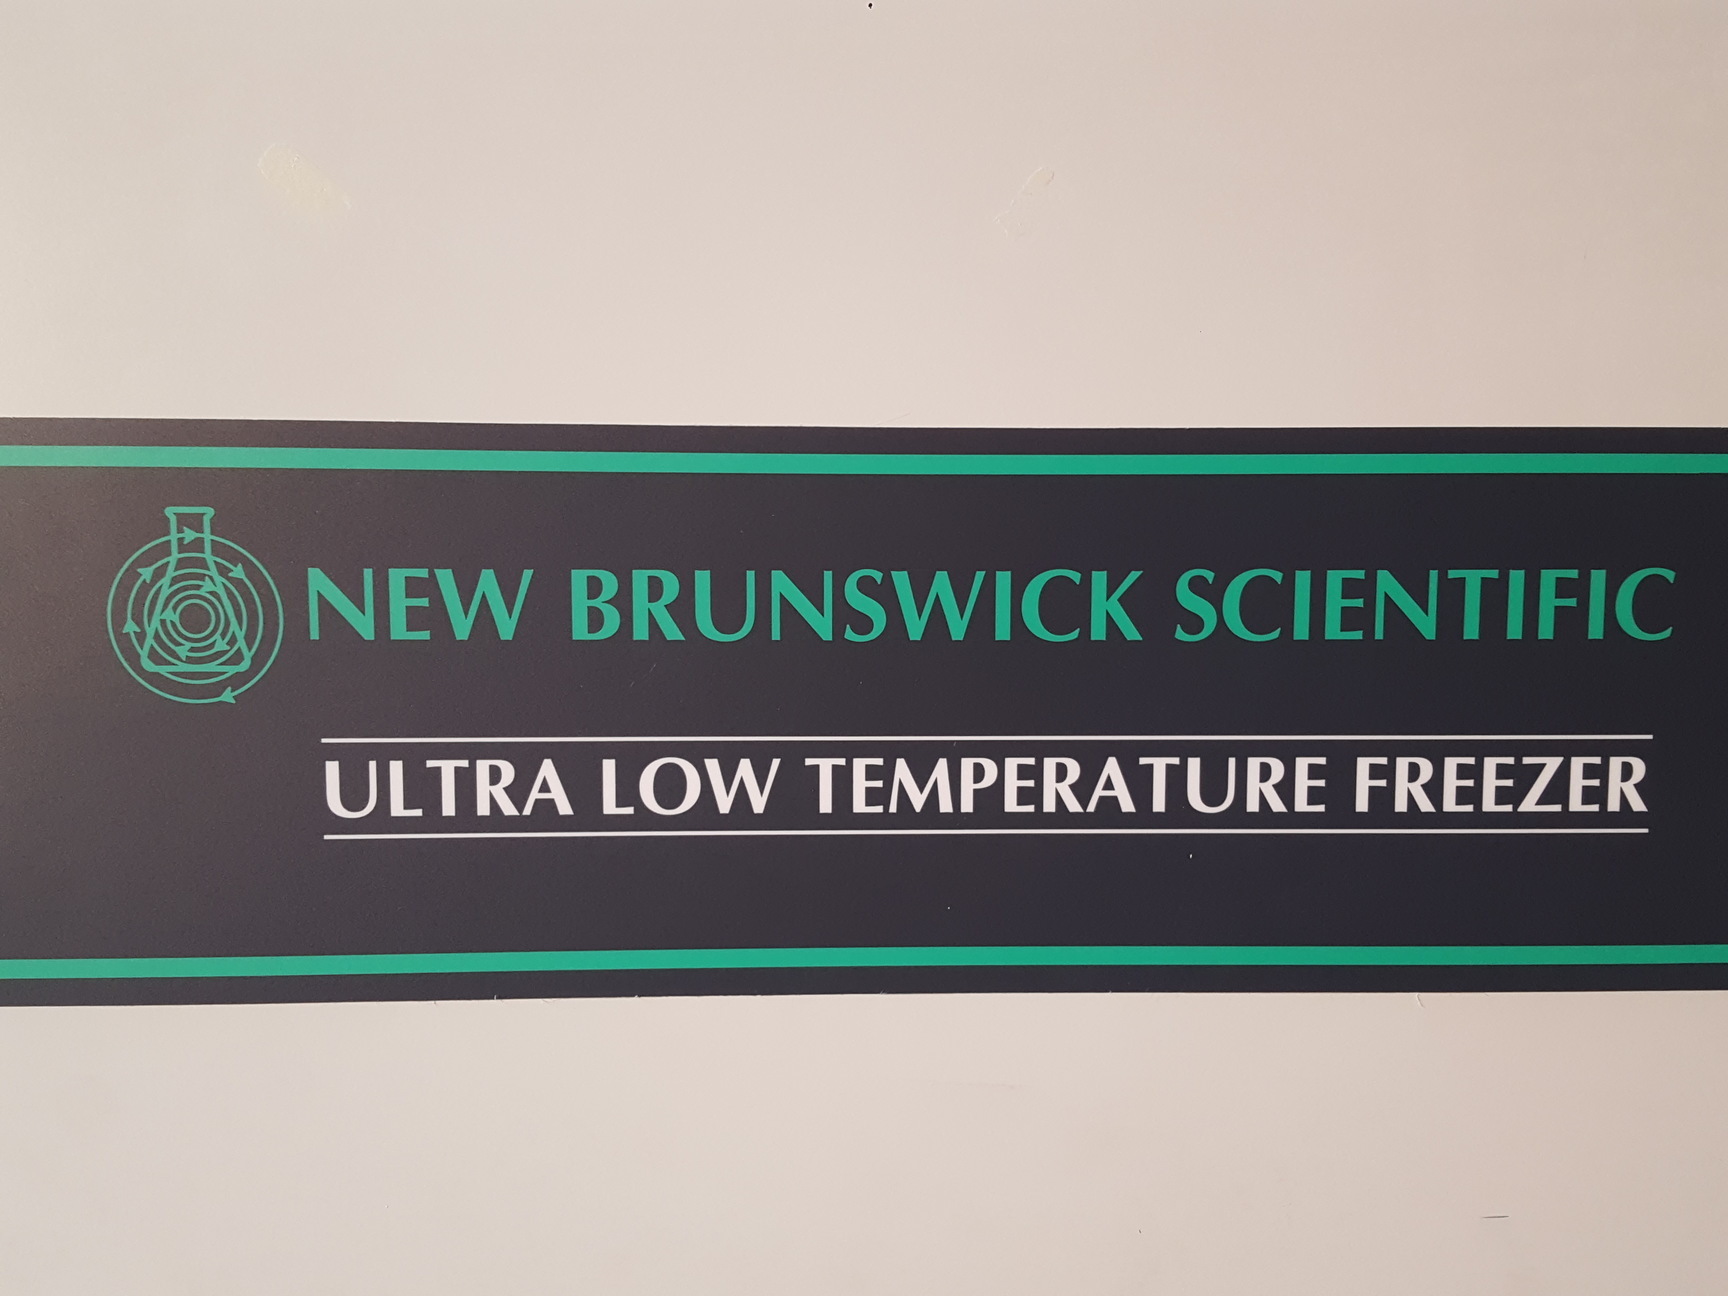 NEW BRUNSWICK SCIENTIFIC
ULTRA LOW TEMPERATURE FREEZER